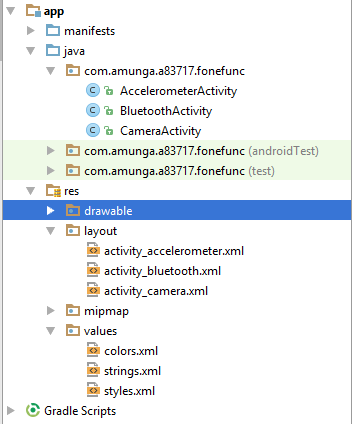 app
manifests
java
com.amunga.a83717.fonefunc
AccelerometerActivity
BluetoothActivity
CameraActivity
com.amunga.a83717.fonefunc (androidTest)
com.amunga.a83717.fonefunc (test)
res
drawable
layout
activity_accelerometer.xml
activity_bluetooth.xml
activity_camera.xml
mipmap
values
colors.xml
strings.xml
styles.xml
Gradle Scripts